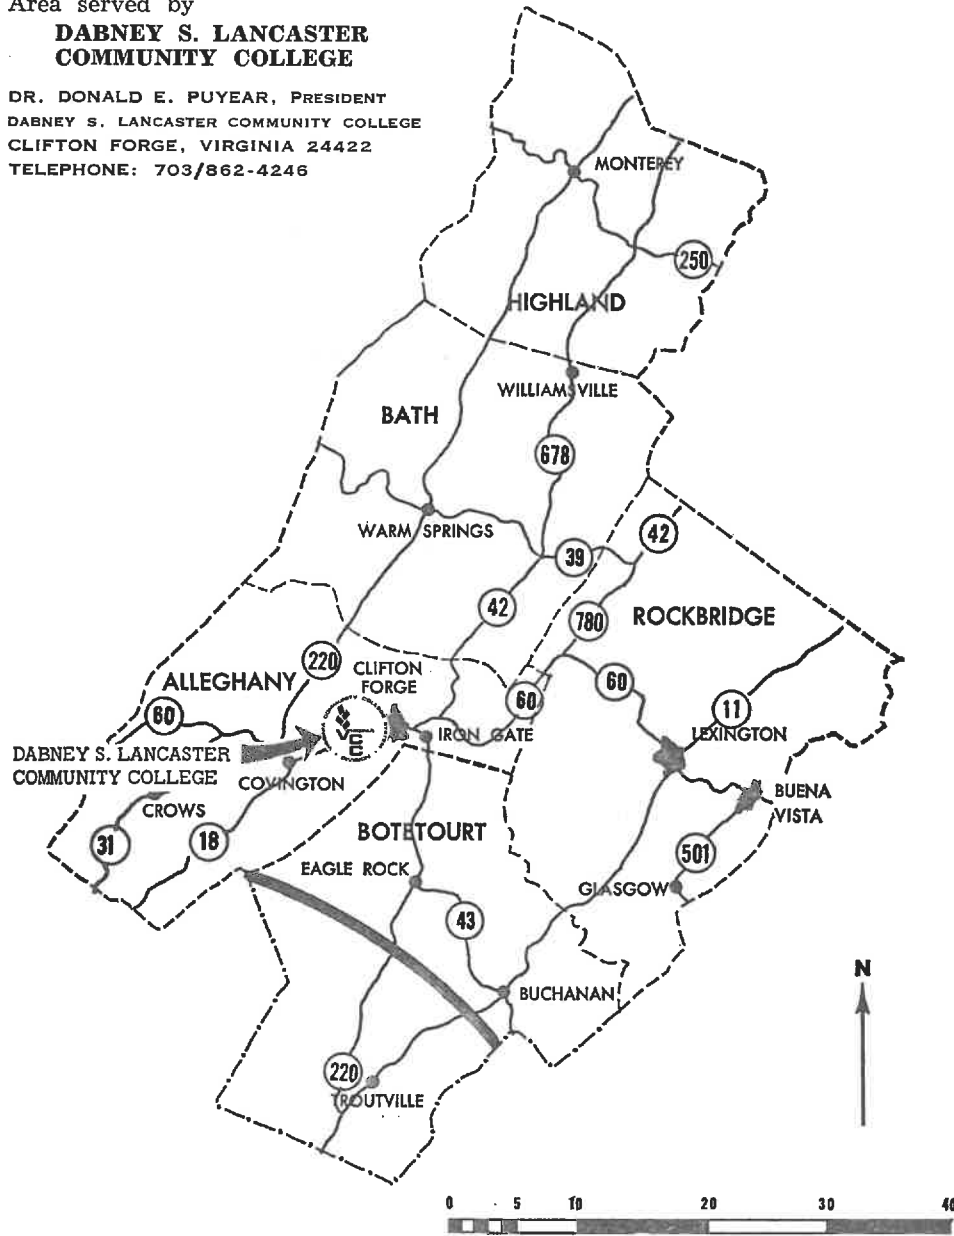 Area served by
DABNEY S. LANCASTER
COMMUNITY COLLEGE
DR. DONALD E. PUYEAR, PRESIDENT
DABNEY S. LANCASTER COMMUNITY COLLEGE
CLIFTON FORGE, VIRGINIA 24422
TELEPHONE: 703/862-4246
MONTEREY
250
HIGHLAND
WILLIAMSVILLE
BATH
678
WARM SPRINGS
42
39
42
780
ROCKBRIDGE
220
CLIFTON
FORGE
ALLEGHANY
60
60
60
11
IRON GATE
LEXINGTON
DABNEY S. LANCASTER
COMMUNITY COLLEGE
COVINGTON
BUENA
VISTA
CROWS
31
18
BOTETOURT
501
EAGLE ROCK
GLASGOW
43
N
BUCHANAN
220
TROUTVILLE
0 5 10 20 30 40